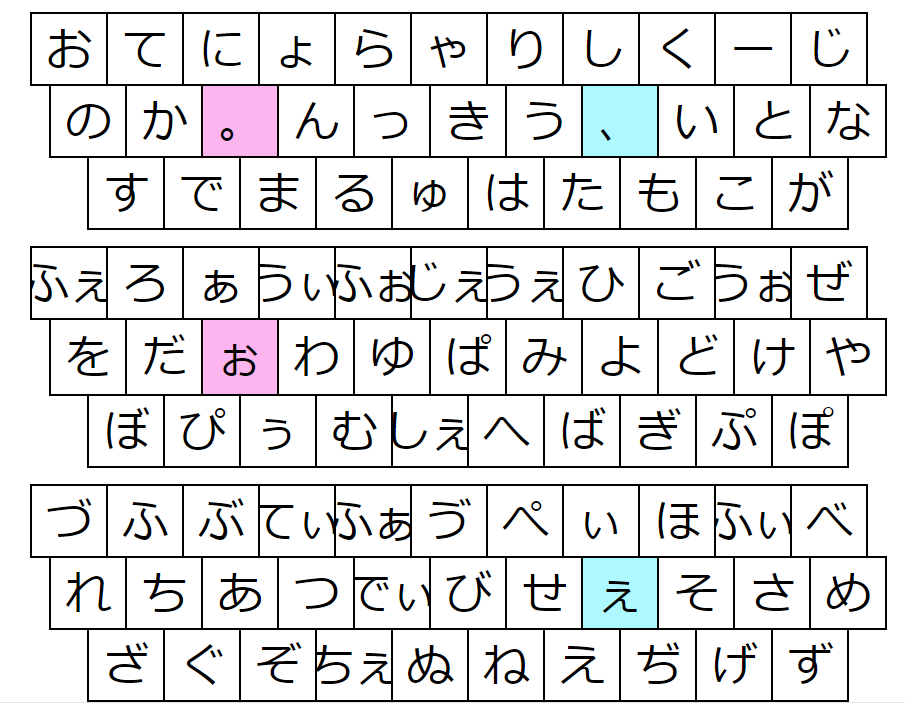 お て に ょ ら ゃ り し く ー じ
の か 。 ん っ き う 、 い と な
す で ま る ゅ は た も こ が
ふぇ ろ ぁ うぃ ふぉ じぇ うぇ ひ ご うぉ ぜ
を だ ぉ わ ゆ ぱ み よ ど け や
ぼ ぴ ぅ む しぇ へ ば ぎ ぷ ぽ
づ ふ ぶ てぃ ふぁ ゔ ぺ ぃ ほ ふぃ べ
れ ち あ つ でぃ び せ ぇ そ さ め
ざ ぐ ぞ ちぇ ぬ ね え ぢ げ ず